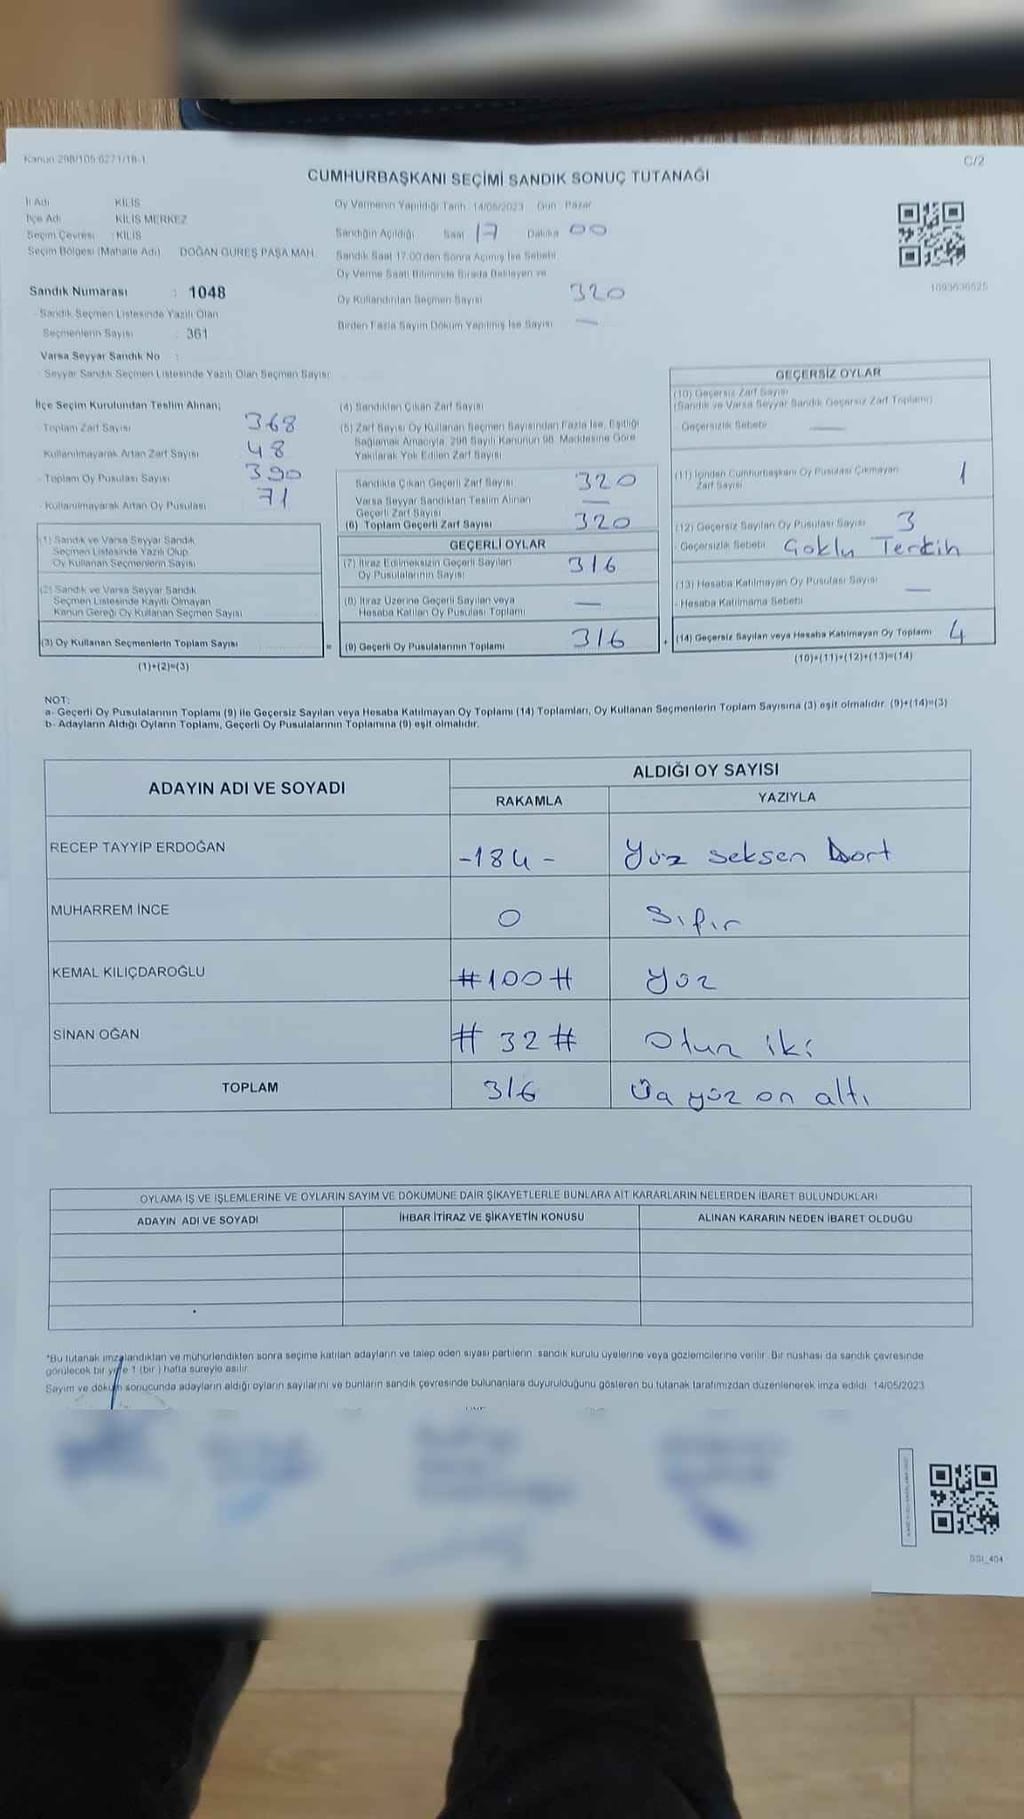 Kanun 298/105 6271/18-1
C/2
CUMHURBAŞKANI SEÇİMİ SANDIK SONUÇ TUTANAĞI
İl Adı : KİLİS
İlçe Adı : KİLİS MERKEZ
Seçim Çevresi : KİLİS
Seçim Bölgesi (Mahalle Adı) DOĞAN GÜREŞ PAŞA MAH.
Sandık Numarası : 1048
Sandık Seçmen Listesinde Yazılı Olan
Seçmenlerin Sayısı : 361
Varsa Seyyar Sandık No :
Seyyar Sandık Seçmen Listesinde Yazılı Olan Seçmen Sayısı:
Oy Vermenin Yapıldığı Tarih : 14/05/2023 Gün : Pazar
Sandığın Açıldığı Saat 17 Dakika 00
Sandık Saat 17.00'den Sonra Açılmış İse Sebebi
Oy Verme Saati Bitiminde Sırada Bekleyen ve
Oy Kullandırılan Seçmen Sayısı 320
Birden Fazla Sayım Döküm Yapılmış İse Sayısı —
1093636525
İlçe Seçim Kurulundan Teslim Alınan;
Toplam Zarf Sayısı 368
Kullanılmayarak Artan Zarf Sayısı 48
Toplam Oy Pusulası Sayısı 390
Kullanılmayarak Artan Oy Pusulası 71
(1) Sandık ve Varsa Seyyar Sandık
Seçmen Listesinde Yazılı Olup
Oy Kullanan Seçmenlerin Sayısı
(2) Sandık ve Varsa Seyyar Sandık
Seçmen Listesinde Kayıtlı Olmayan
Kanun Gereği Oy Kullanan Seçmen Sayısı
(3) Oy Kullanan Seçmenlerin Toplam Sayısı
(1)+(2)=(3)
=
(4) Sandıktan Çıkan Zarf Sayısı
(5) Zarf Sayısı Oy Kullanan Seçmen Sayısından Fazla İse, Eşitliği
Sağlamak Amacıyla, 298 Sayılı Kanunun 98. Maddesine Göre
Yakılarak Yok Edilen Zarf Sayısı
Sandıkta Çıkan Geçerli Zarf Sayısı 320
Varsa Seyyar Sandıktan Teslim Alınan
Geçerli Zarf Sayısı —
(6) Toplam Geçerli Zarf Sayısı 320
GEÇERLİ OYLAR
(7) İtiraz Edilmeksizin Geçerli Sayılan
Oy Pusulalarının Sayısı 316
(8) İtiraz Üzerine Geçerli Sayılan veya
Hesaba Katılan Oy Pusulası Toplamı —
(9) Geçerli Oy Pusulalarının Toplamı 316
+
GEÇERSİZ OYLAR
(10) Geçersiz Zarf Sayısı
(Sandık ve Varsa Seyyar Sandık Geçersiz Zarf Toplamı)
- Geçersizlik Sebebi —
(11) İçinden Cumhurbaşkanı Oy Pusulası Çıkmayan
Zarf Sayısı 1
(12) Geçersiz Sayılan Oy Pusulası Sayısı 3
- Geçersizlik Sebebi Çoklu Tercih
(13) Hesaba Katılmayan Oy Pusulası Sayısı —
- Hesaba Katılmama Sebebi
(14) Geçersiz Sayılan veya Hesaba Katılmayan Oy Toplamı 4
(10)+(11)+(12)+(13)=(14)
NOT:
a- Geçerli Oy Pusulalarının Toplamı (9) ile Geçersiz Sayılan veya Hesaba Katılmayan Oy Toplamı (14) Toplamları, Oy Kullanan Seçmenlerin Toplam Sayısına (3) eşit olmalıdır. (9)+(14)=(3)
b- Adayların Aldığı Oyların Toplamı, Geçerli Oy Pusulalarının Toplamına (9) eşit olmalıdır.
ADAYIN ADI VE SOYADI ALDIĞI OY SAYISI
RAKAMLA YAZIYLA
RECEP TAYYİP ERDOĞAN -184- Yüz seksen Dört
MUHARREM İNCE 0 Sıfır
KEMAL KILIÇDAROĞLU #100# yüz
SİNAN OĞAN # 32 # Otuz iki
TOPLAM 316 Üç yüz on altı
OYLAMA İŞ VE İŞLEMLERİNE VE OYLARIN SAYIM VE DÖKÜMÜNE DAİR ŞİKAYETLERLE BUNLARA AİT KARARLARIN NELERDEN İBARET BULUNDUKLARI
ADAYIN ADI VE SOYADI İHBAR İTİRAZ VE ŞİKAYETİN KONUSU ALINAN KARARIN NEDEN İBARET OLDUĞU
*Bu tutanak imzalandıktan ve mühürlendikten sonra seçime katılan adayların ve talep eden siyasi partilerin sandık kurulu üyelerine veya gözlemcilerine verilir. Bir nüshası da sandık çevresinde
görülecek bir yere 1 (bir) hafta süreyle asılır.
Sayım ve döküm sonucunda adayların aldığı oyların sayılarını ve bunların sandık çevresinde bulunanlara duyurulduğunu gösteren bu tutanak tarafımızdan düzenlenerek imza edildi. 14/05/2023
SSI_404